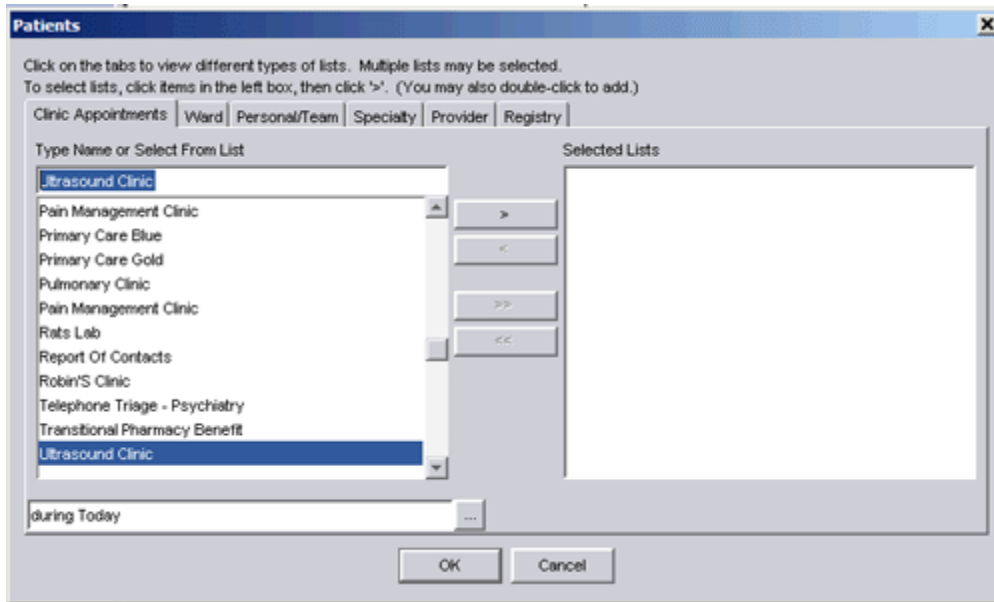 Patients
Click on the tabs to view different types of lists.  Multiple lists may be selected.
To select lists, click items in the left box, then click '>'.  (You may also double-click to add.)
Clinic Appointments Ward Personal/Team Specialty Provider Registry
Type Name or Select From List
Selected Lists
Ultrasound Clinic
Pain Management Clinic
Primary Care Blue
Primary Care Gold
Pulmonary Clinic
Pain Management Clinic
Rats Lab
Report Of Contacts
Robin'S Clinic
Telephone Triage - Psychiatry
Transitional Pharmacy Benefit
Ultrasound Clinic
>
<
>>
<<
during Today
...
OK Cancel